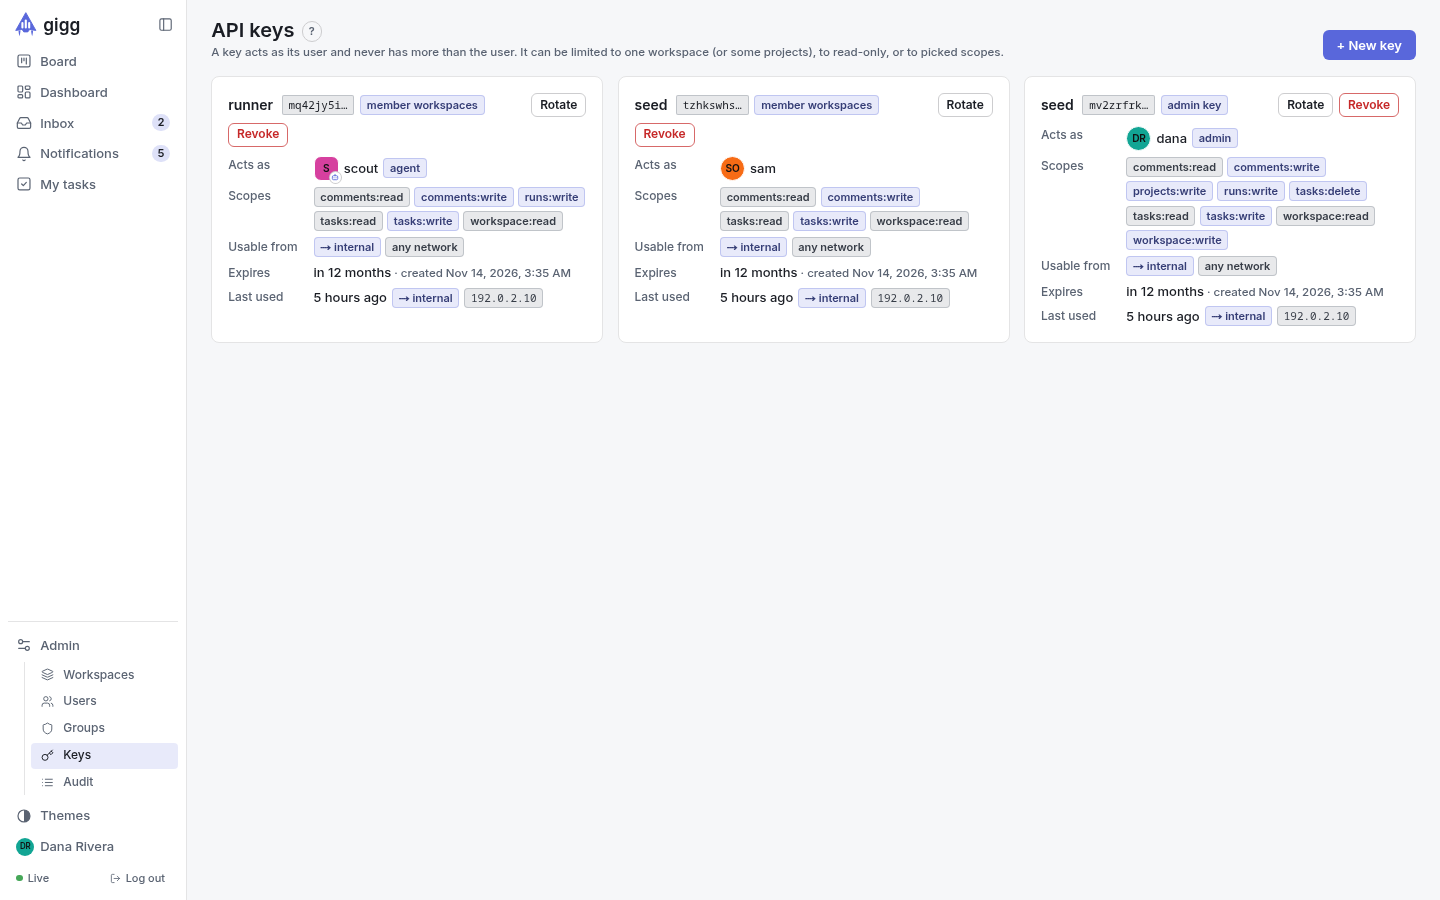 gigg
Board
Dashboard
Inbox 2
Notifications 5
My tasks
Admin
Workspaces
Users
Groups
Keys
Audit
Themes
DR Dana Rivera
Live Log out
API keys ?
A key acts as its user and never has more than the user. It can be limited to one workspace (or some projects), to read-only, or to picked scopes.
+ New key
runner mq42jy5i… member workspaces Rotate
Revoke
Acts as S scout agent
Scopes comments:read comments:write runs:write
tasks:read tasks:write workspace:read
Usable from → internal any network
Expires in 12 months · created Nov 14, 2026, 3:35 AM
Last used 5 hours ago → internal 192.0.2.10
seed tzhkswhs… member workspaces Rotate
Revoke
Acts as SO sam
Scopes comments:read comments:write
tasks:read tasks:write workspace:read
Usable from → internal any network
Expires in 12 months · created Nov 14, 2026, 3:35 AM
Last used 5 hours ago → internal 192.0.2.10
seed mv2zrfrk… admin key Rotate Revoke
Acts as DR dana admin
Scopes comments:read comments:write
projects:write runs:write tasks:delete
tasks:read tasks:write workspace:read
workspace:write
Usable from → internal any network
Expires in 12 months · created Nov 14, 2026, 3:35 AM
Last used 5 hours ago → internal 192.0.2.10